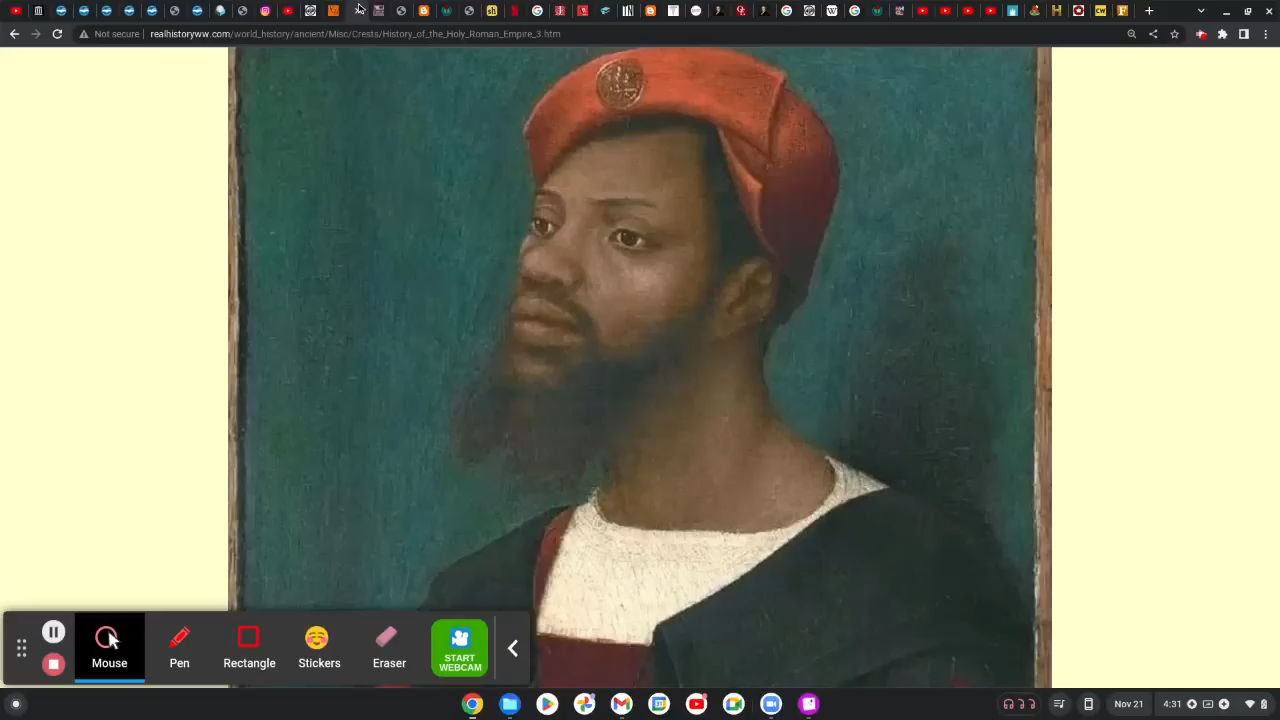 Not secure | realhistoryww.com/world_history/ancient/Misc/Crests/History_of_the_Holy_Roman_Empire_3.htm
Mouse
Pen
Rectangle
Stickers
Eraser
START
WEBCAM
Nov 21
4:31